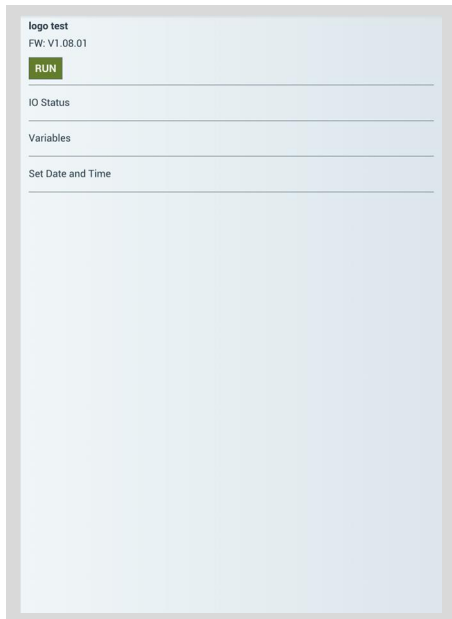 logo test
FW: V1.08.01
RUN
IO Status
Variables
Set Date and Time